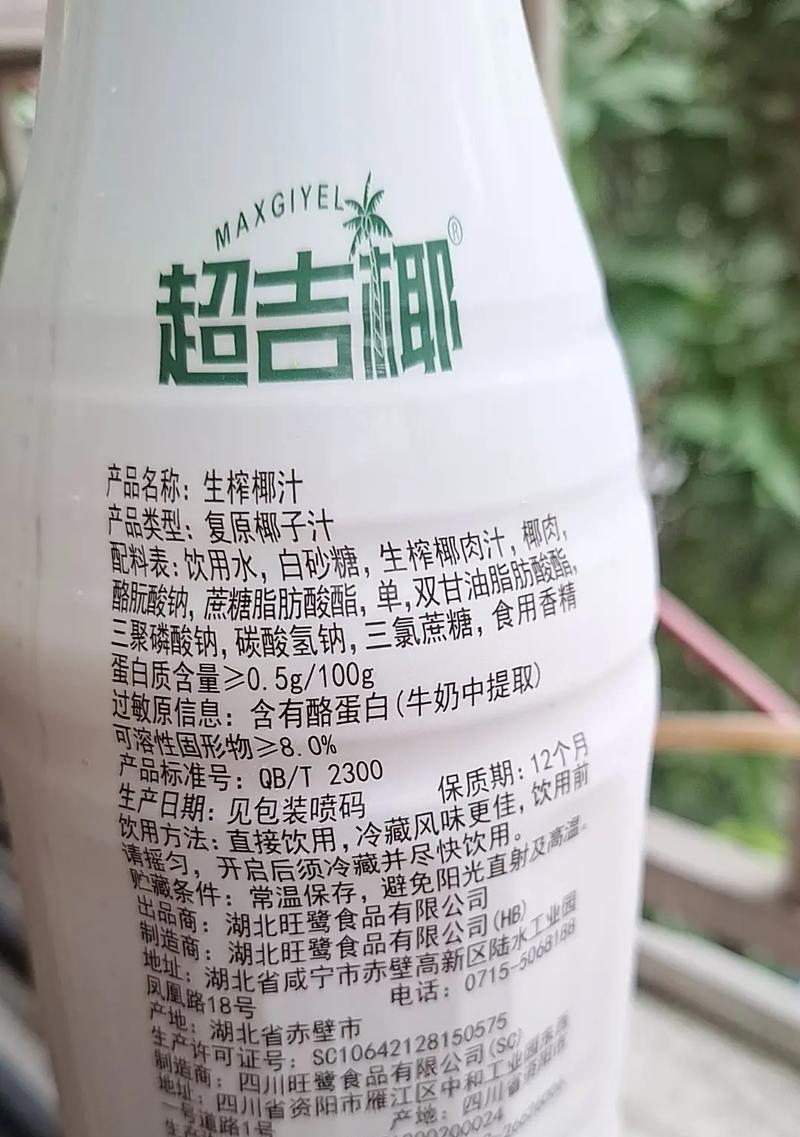 MAXGIYEL
超吉椰®
产品名称：生榨椰汁
产品类型：复原椰子汁
配料表：饮用水，白砂糖，生榨椰肉汁，椰肉，
酪朊酸钠，蔗糖脂肪酸酯，单，双甘油脂肪酸酯，
三聚磷酸钠，碳酸氢钠，三氯蔗糖，食用香精
蛋白质含量≥0.5g/100g
过敏原信息：含有酪蛋白(牛奶中提取)
可溶性固形物≥8.0%
产品标准号：QB/T 2300
生产日期：见包装喷码 保质期：12个月
饮用方法：直接饮用，冷藏风味更佳，饮用前
请摇匀，开启后须冷藏并尽快饮用。
贮藏条件：常温保存，避免阳光直射及高温。
出品商：湖北旺鹭食品有限公司
制造商：湖北旺鹭食品有限公司(HB)
地址：湖北省咸宁市赤壁高新区陆水工业园
凤凰路18号 电话：0715-5068188
产地：湖北省赤壁市
生产许可证号：SC10642128150575
制造商：四川旺鹭食品有限公司(SC)
地址：四川省资阳市雁江区中和工业园
一号道路1号 产地：四川省资阳市